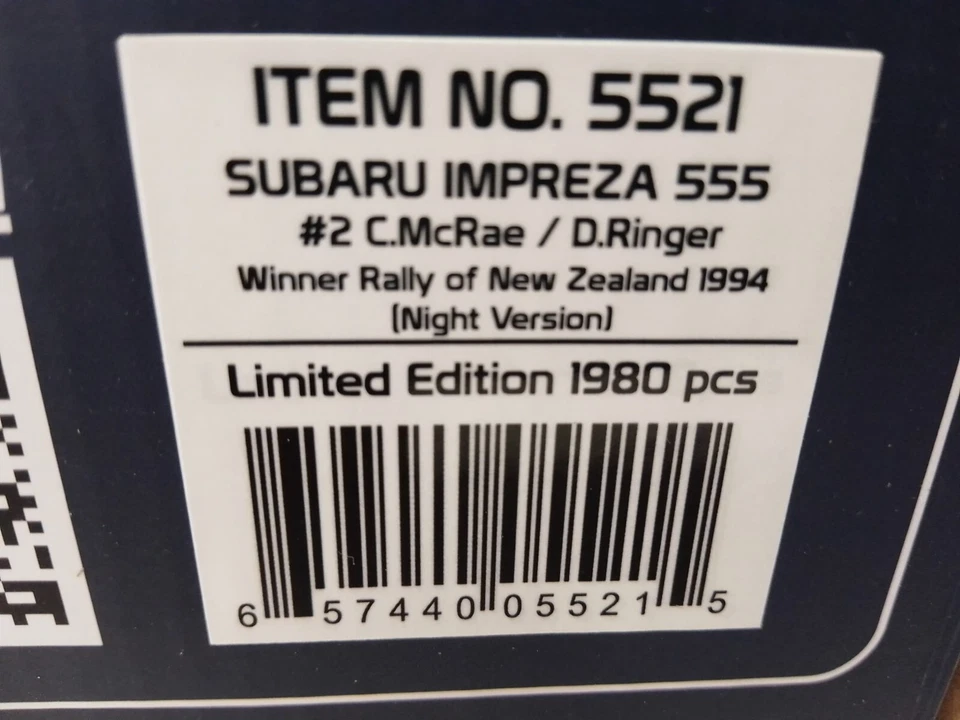 ITEM NO. 5521
SUBARU IMPREZA 555
#2 C.McRae / D.Ringer
Winner Rally of New Zealand 1994
(Night Version)
Limited Edition 1980 pcs
6 57440 05521 5